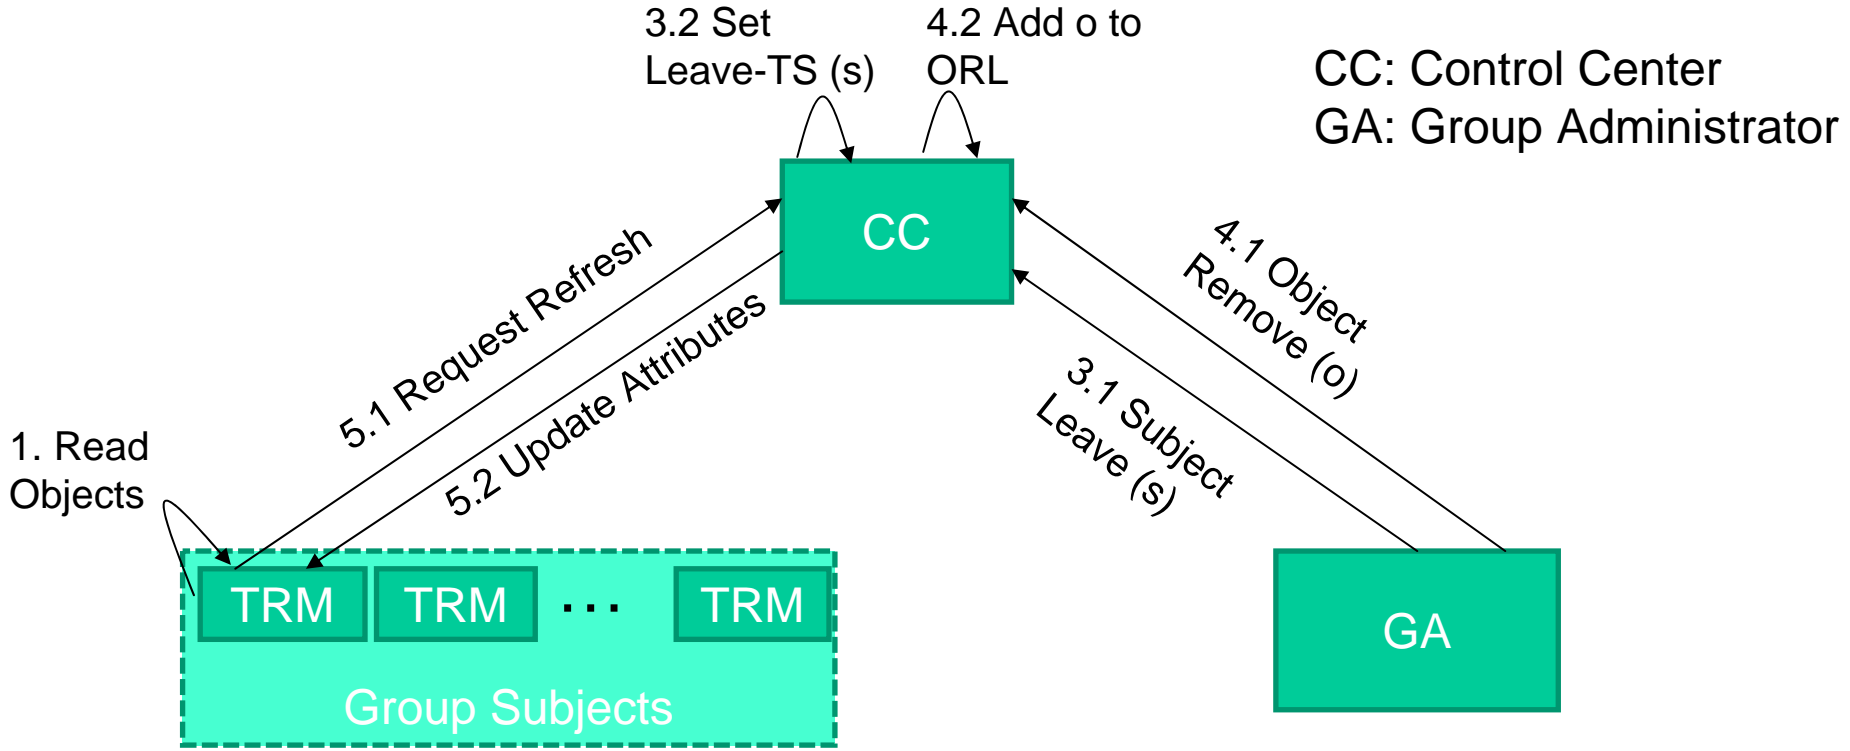 3.2 Set
Leave-TS (s)
4.2 Add o to
ORL
CC: Control Center
GA: Group Administrator
CC
5.1 Request Refresh
5.2 Update Attributes
4.1 Object
Remove (o)
3.1 Subject
Leave (s)
1. Read
Objects
TRM
TRM
...
TRM
Group Subjects
GA